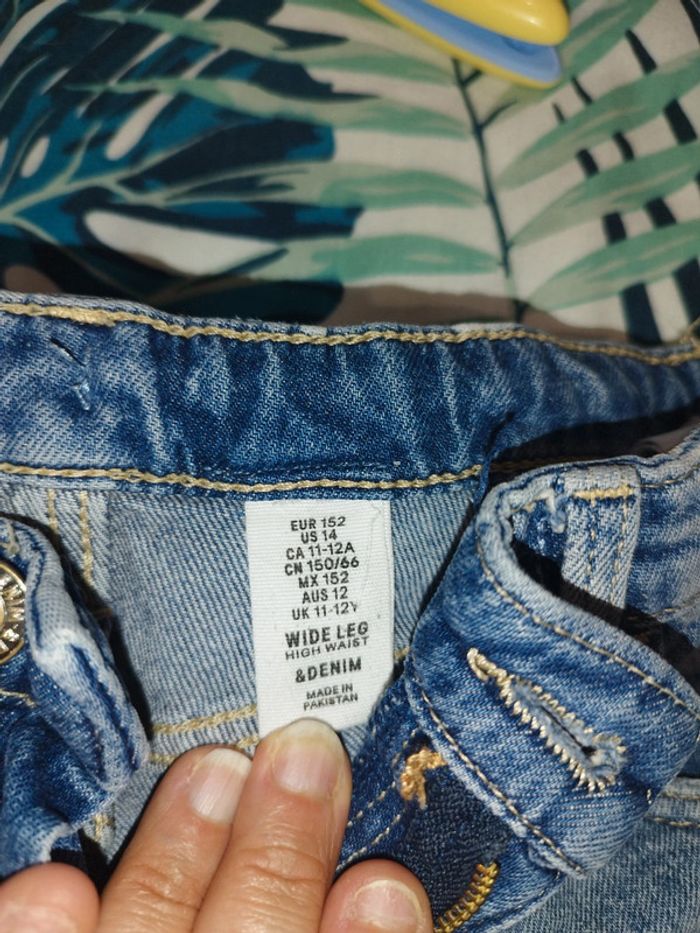 EUR 152
US 14
CA 11-12A
CN 150/66
MX 152
AUS 12
UK 11-12Y
WIDE LEG
HIGH WAIST
&DENIM
MADE IN
PAKISTAN